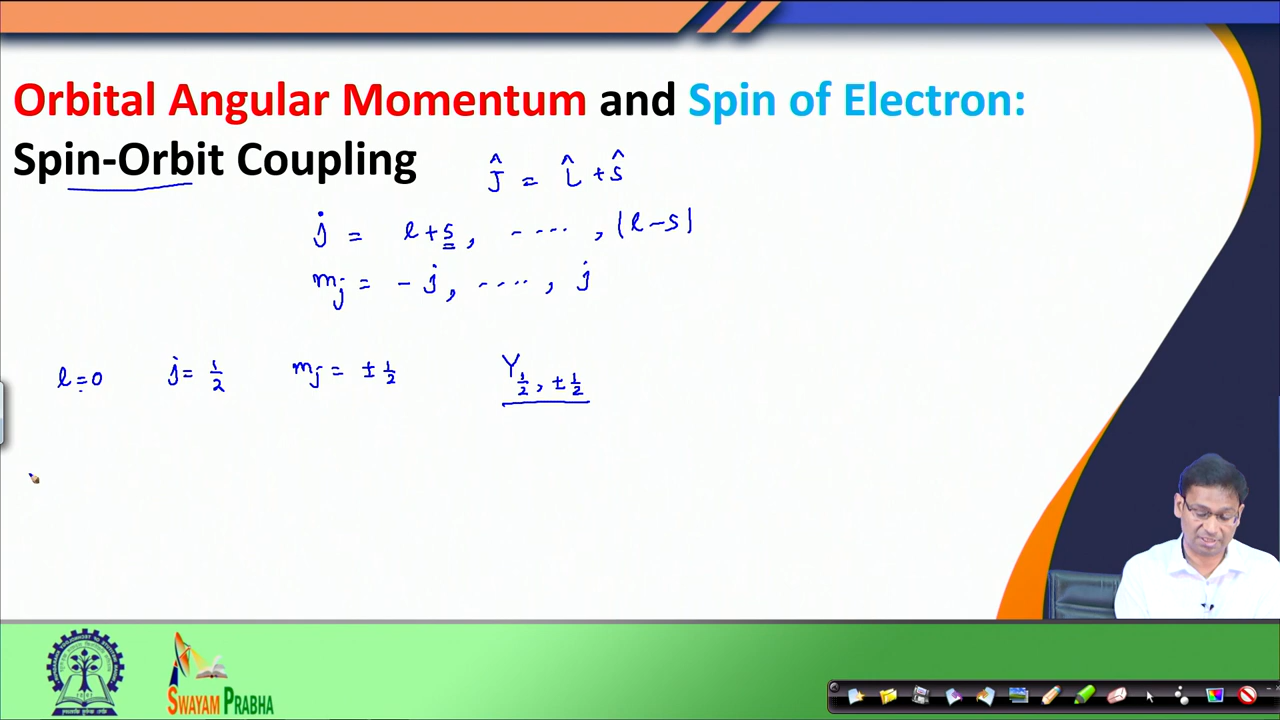 Orbital Angular Momentum and Spin of Electron:
Spin-Orbit Coupling
Ĵ = L̂ + Ŝ
j = l+s, ....., |l-s|
mⱼ = -j, ....., j
l=0 j= 1/2 mⱼ = ± 1/2 Y 1/2, ± 1/2
SWAYAM PRABHA